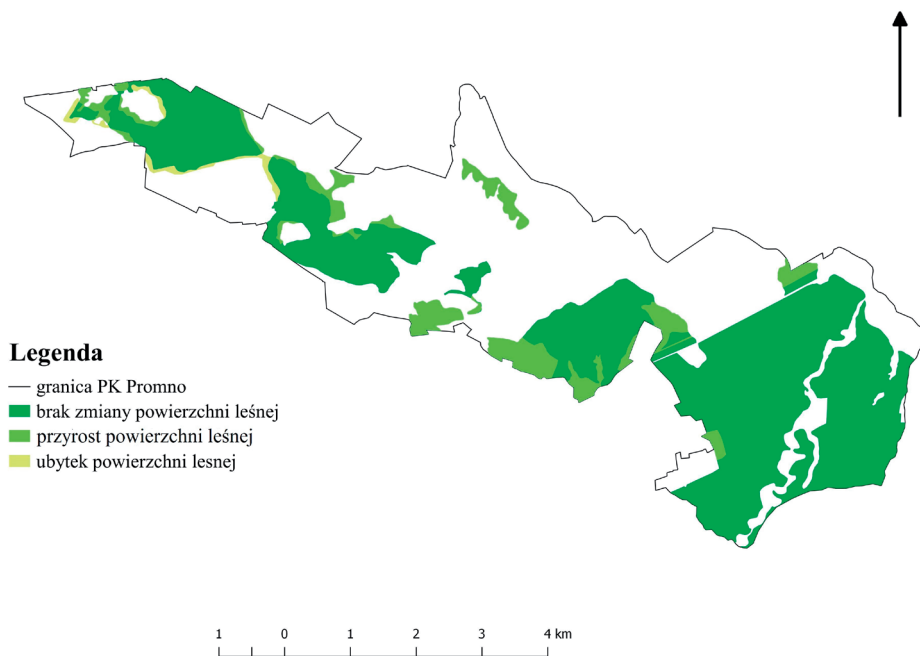 Legenda
granica PK Promno
brak zmiany powierzchni leśnej
przyrost powierzchni leśnej
ubytek powierzchni lesnej
1 0 1 2 3 4 km